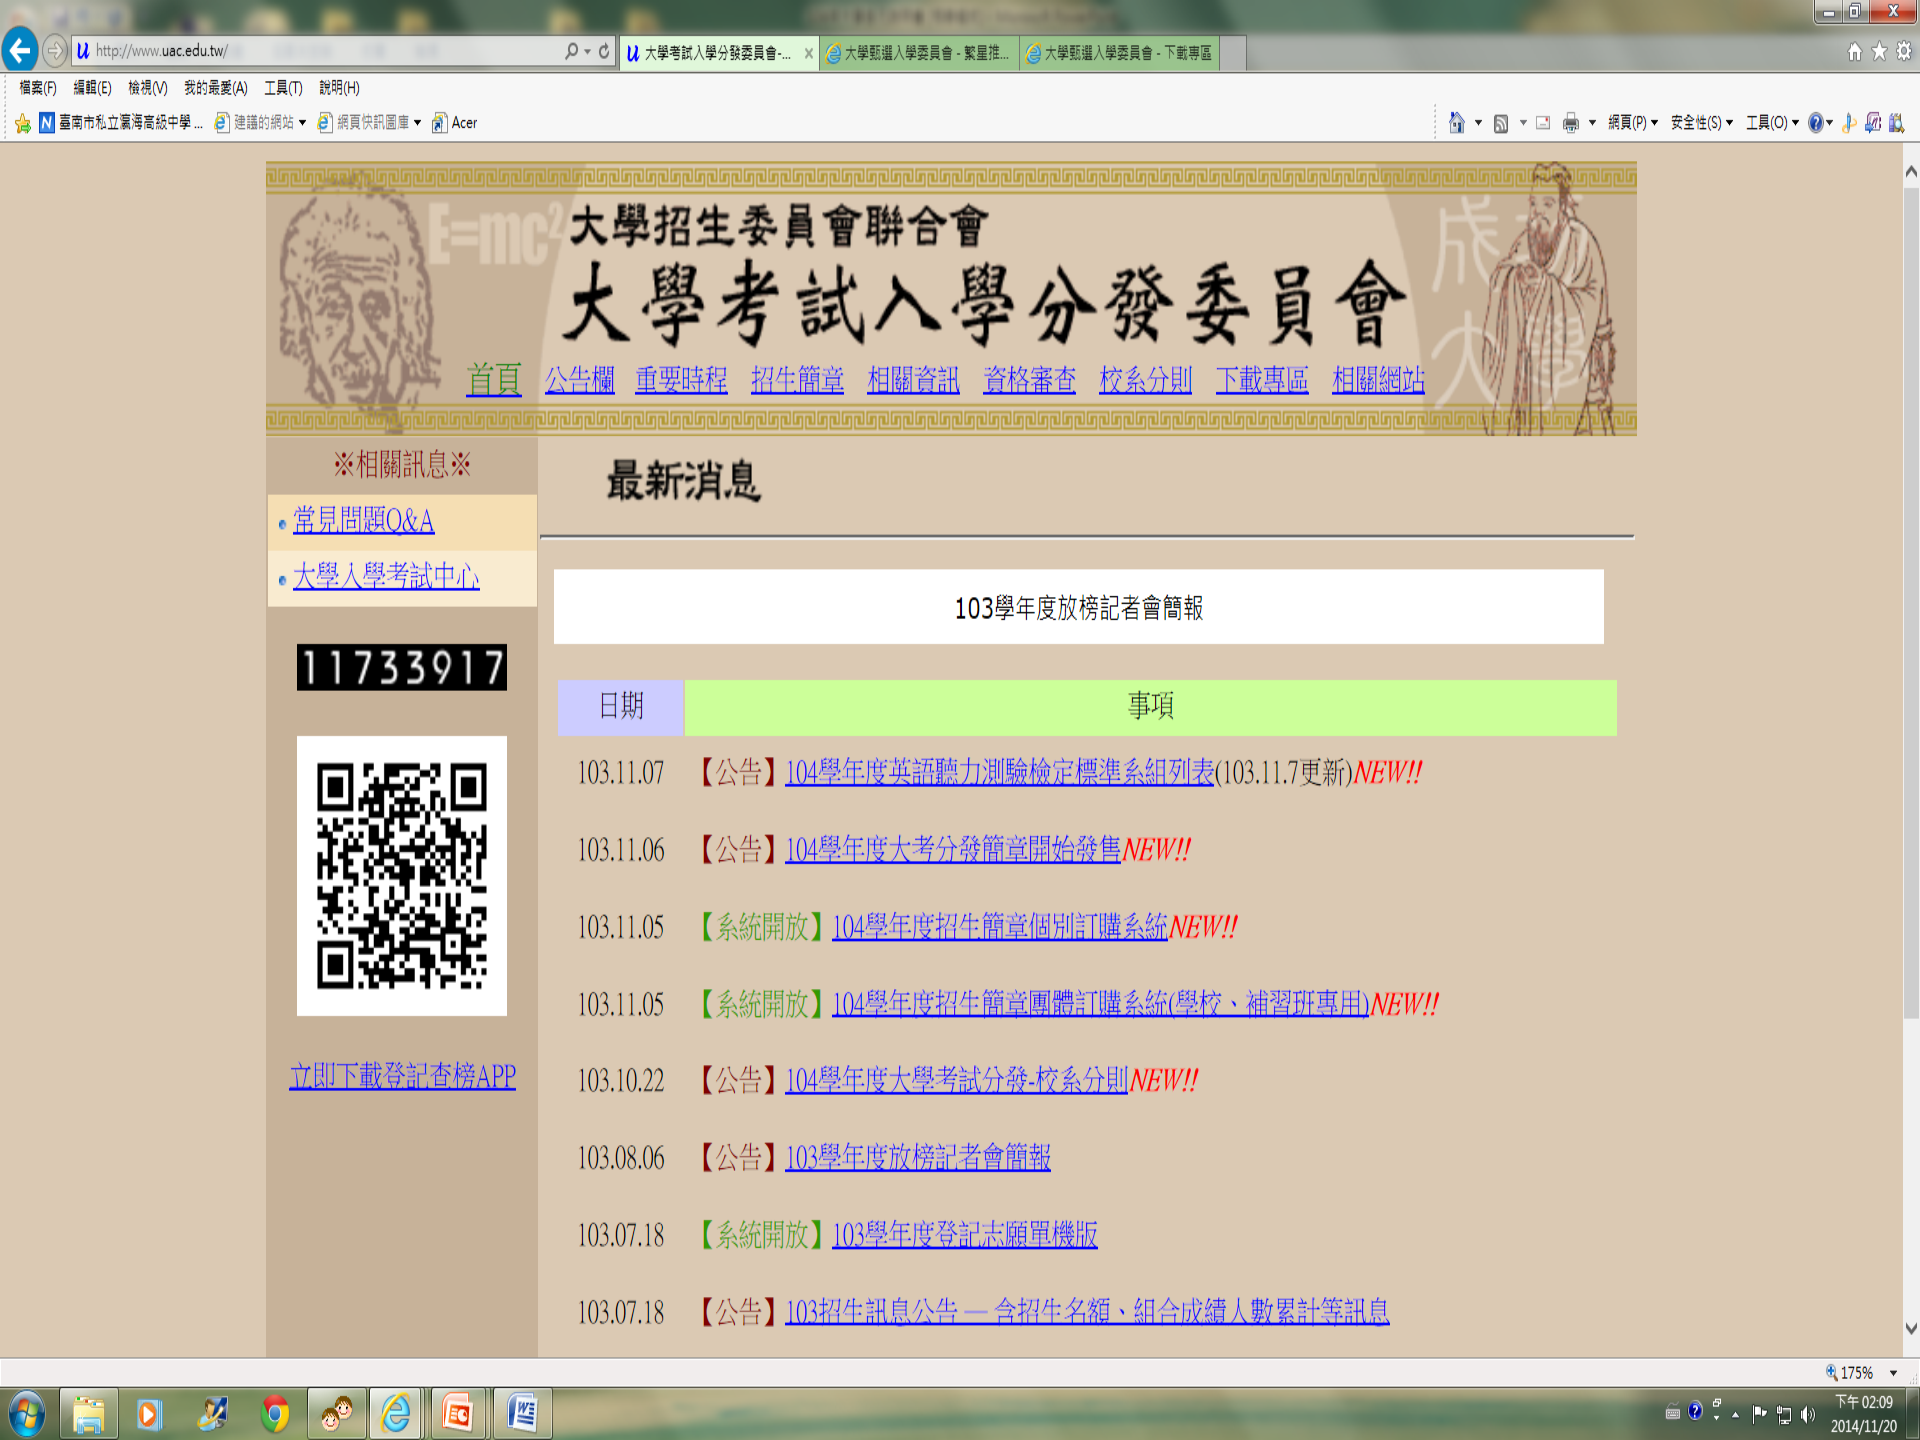 http://www.uac.edu.tw/
大學考試入學分發委員會-...
大學甄選入學委員會 - 繁星推...
大學甄選入學委員會 - 下載專區
檔案(F) 編輯(E) 檢視(V) 我的最愛(A) 工具(T) 說明(H)
臺南市私立瀛海高級中學 ... 建議的網站 網頁快訊圖庫 Acer
網頁(P) 安全性(S) 工具(O)
E=mc²
大學招生委員會聯合會
大學考試入學分發委員會
首頁 公告欄 重要時程 招生簡章 相關資訊 資格審查 校系分則 下載專區 相關網站
※相關訊息※
常見問題Q&A
大學入學考試中心
11733917
立即下載登記查榜APP
最新消息
103學年度放榜記者會簡報
日期 事項
103.11.07 【公告】104學年度英語聽力測驗檢定標準系組列表(103.11.7更新)NEW!!
103.11.06 【公告】104學年度大考分發簡章開始發售NEW!!
103.11.05 【系統開放】104學年度招生簡章個別訂購系統NEW!!
103.11.05 【系統開放】104學年度招生簡章團體訂購系統(學校、補習班專用)NEW!!
103.10.22 【公告】104學年度大學考試分發-校系分則NEW!!
103.08.06 【公告】103學年度放榜記者會簡報
103.07.18 【系統開放】103學年度登記志願單機版
103.07.18 【公告】103招生訊息公告 — 含招生名額、組合成績人數累計等訊息
175%
下午 02:09
2014/11/20